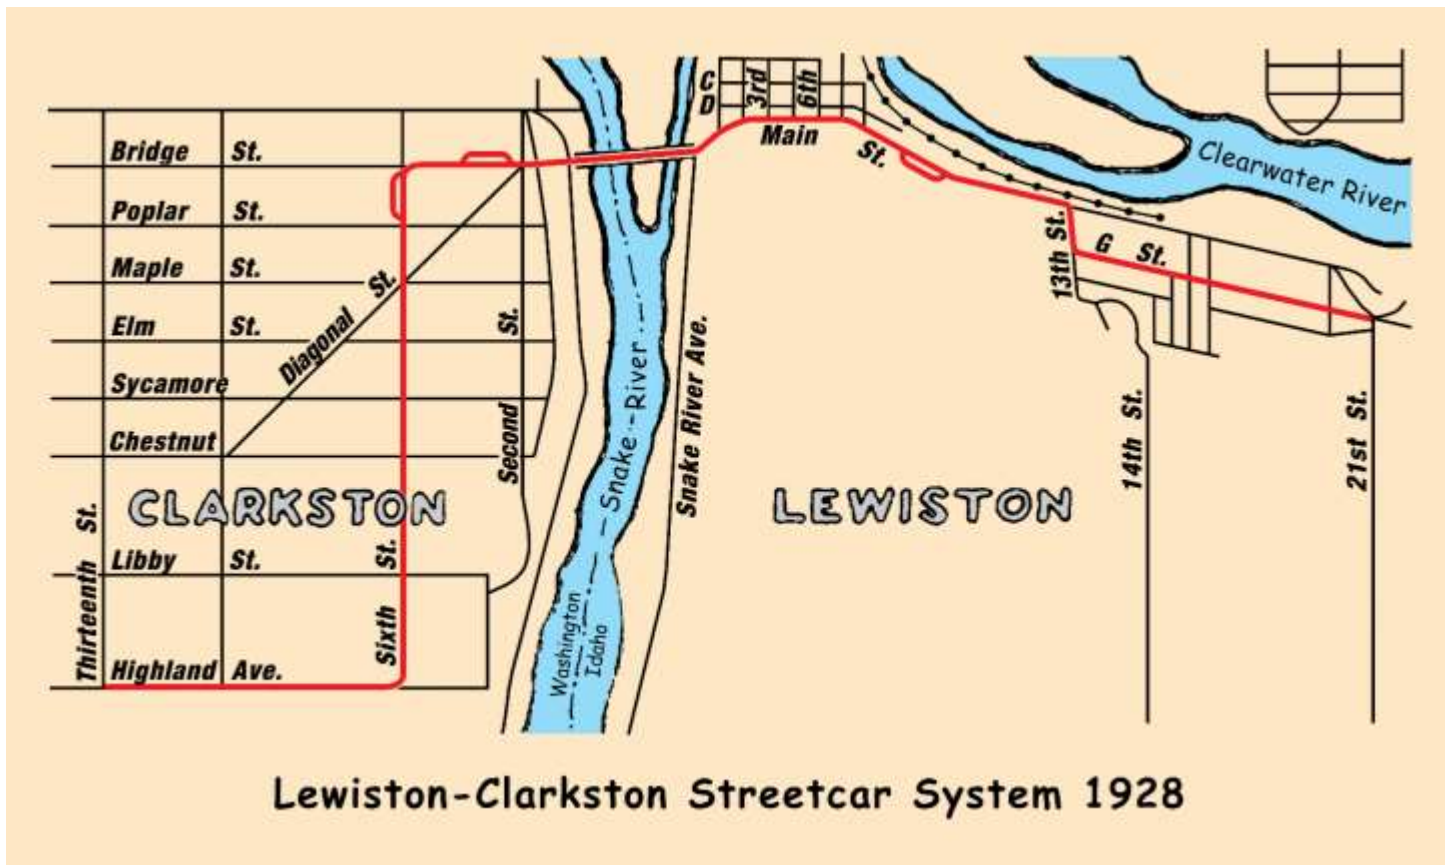 C
D
3rd
6th
Main
St.
Clearwater River
Bridge St.
Poplar St.
Maple St.
Elm St.
Sycamore
Chestnut
Diagonal St.
Second St.
Snake River
Snake River Ave.
13th St.
G St.
14th St.
21st St.
CLARKSTON
LEWISTON
Thirteenth St.
Libby St.
Sixth St.
Highland Ave.
Washington
Idaho
Lewiston-Clarkston Streetcar System 1928